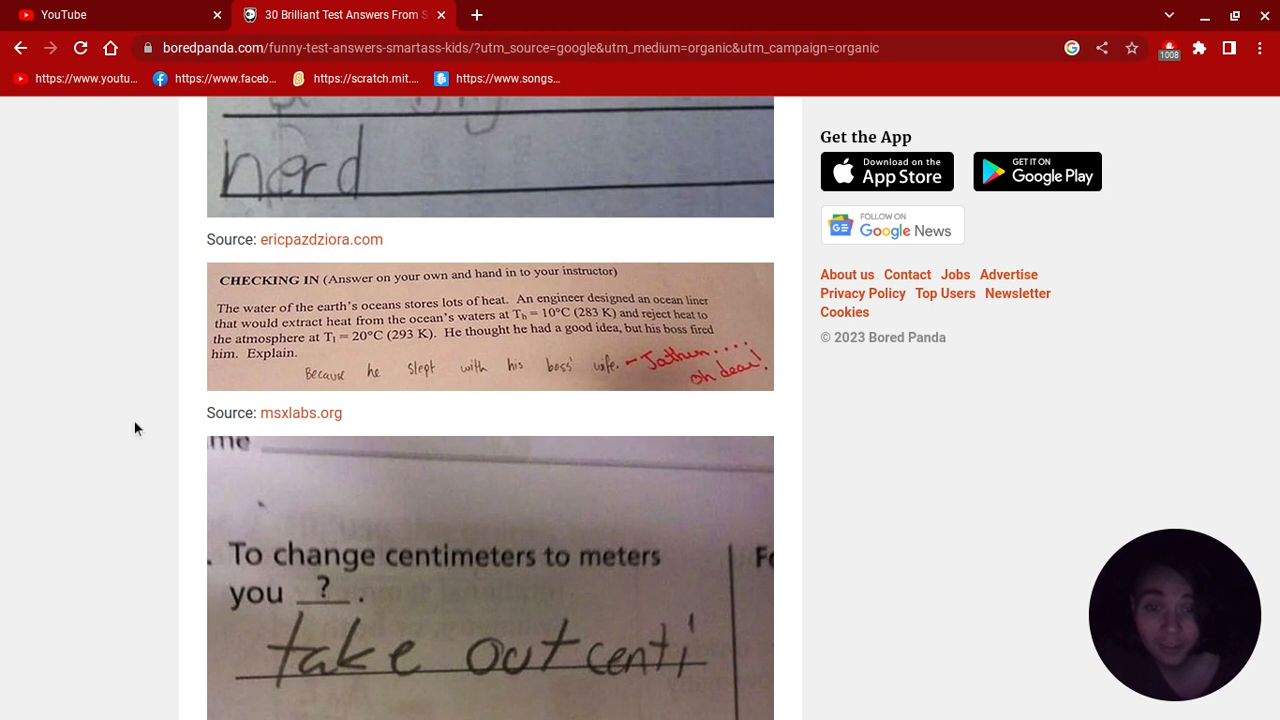 YouTube
30 Brilliant Test Answers From S
boredpanda.com/funny-test-answers-smartass-kids/?utm_source=google&utm_medium=organic&utm_campaign=organic
1008
https://www.youtu...
https://www.faceb...
https://scratch.mit....
https://www.songs...
nerd
Source: ericpazdziora.com
CHECKING IN (Answer on your own and hand in to your instructor)
The water of the earth's oceans stores lots of heat. An engineer designed an ocean liner
that would extract heat from the ocean's waters at Th = 10°C (283 K) and reject heat to
the atmosphere at Tl = 20°C (293 K). He thought he had a good idea, but his boss fired
him. Explain.
Because he slept with his boss' wife.
oh dear!
Source: msxlabs.org
me
To change centimeters to meters
you ? .
take out centi
Get the App
Download on the
App Store
GET IT ON
Google Play
GE
FOLLOW ON
Google News
About us Contact Jobs Advertise
Privacy Policy Top Users Newsletter
Cookies
© 2023 Bored Panda